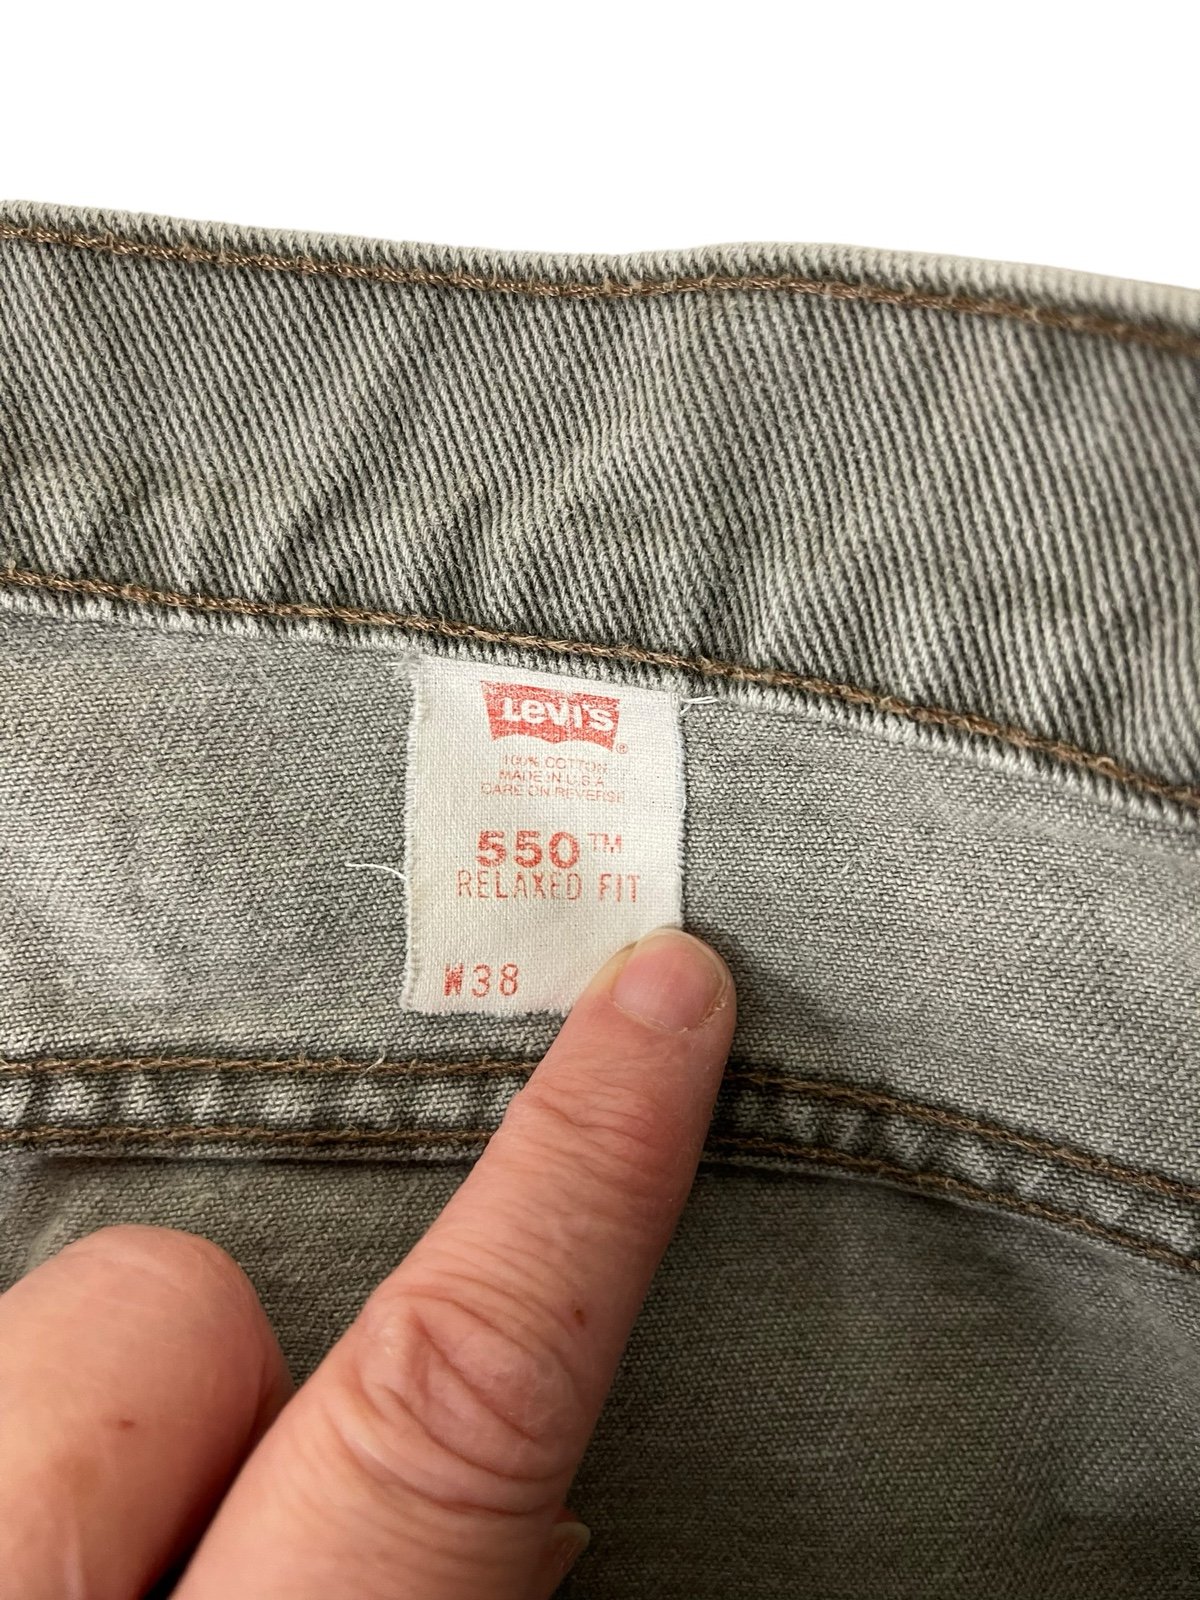 Levi's
®
100% COTTON
MADE IN U.S.A.
CARE ON REVERSE
550™
RELAXED FIT
W38